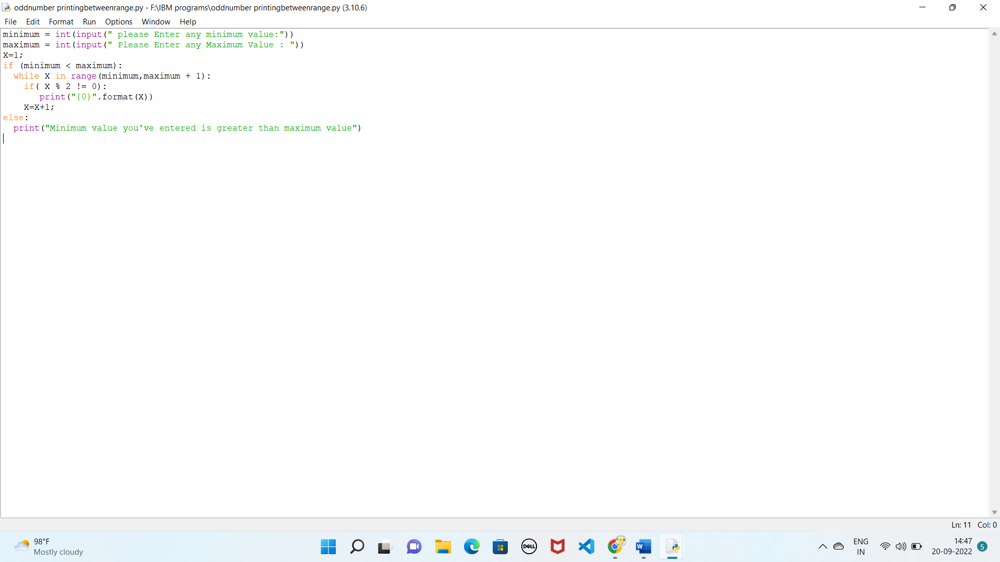 oddnumber printingbetweenrange.py - F:\IBM programs\oddnumber printingbetweenrange.py (3.10.6)
File Edit Format Run Options Window Help
minimum = int(input(" please Enter any minimum value:"))
maximum = int(input(" Please Enter any Maximum Value : "))
X=1;
if (minimum < maximum):
  while X in range(minimum,maximum + 1):
    if( X % 2 != 0):
       print("{0}".format(X))
    X=X+1;
else:
  print("Minimum value you've entered is greater than maximum value")
Ln: 11 Col: 0
98°F
Mostly cloudy
DELL
W
ENG
IN
14:47
20-09-2022
5